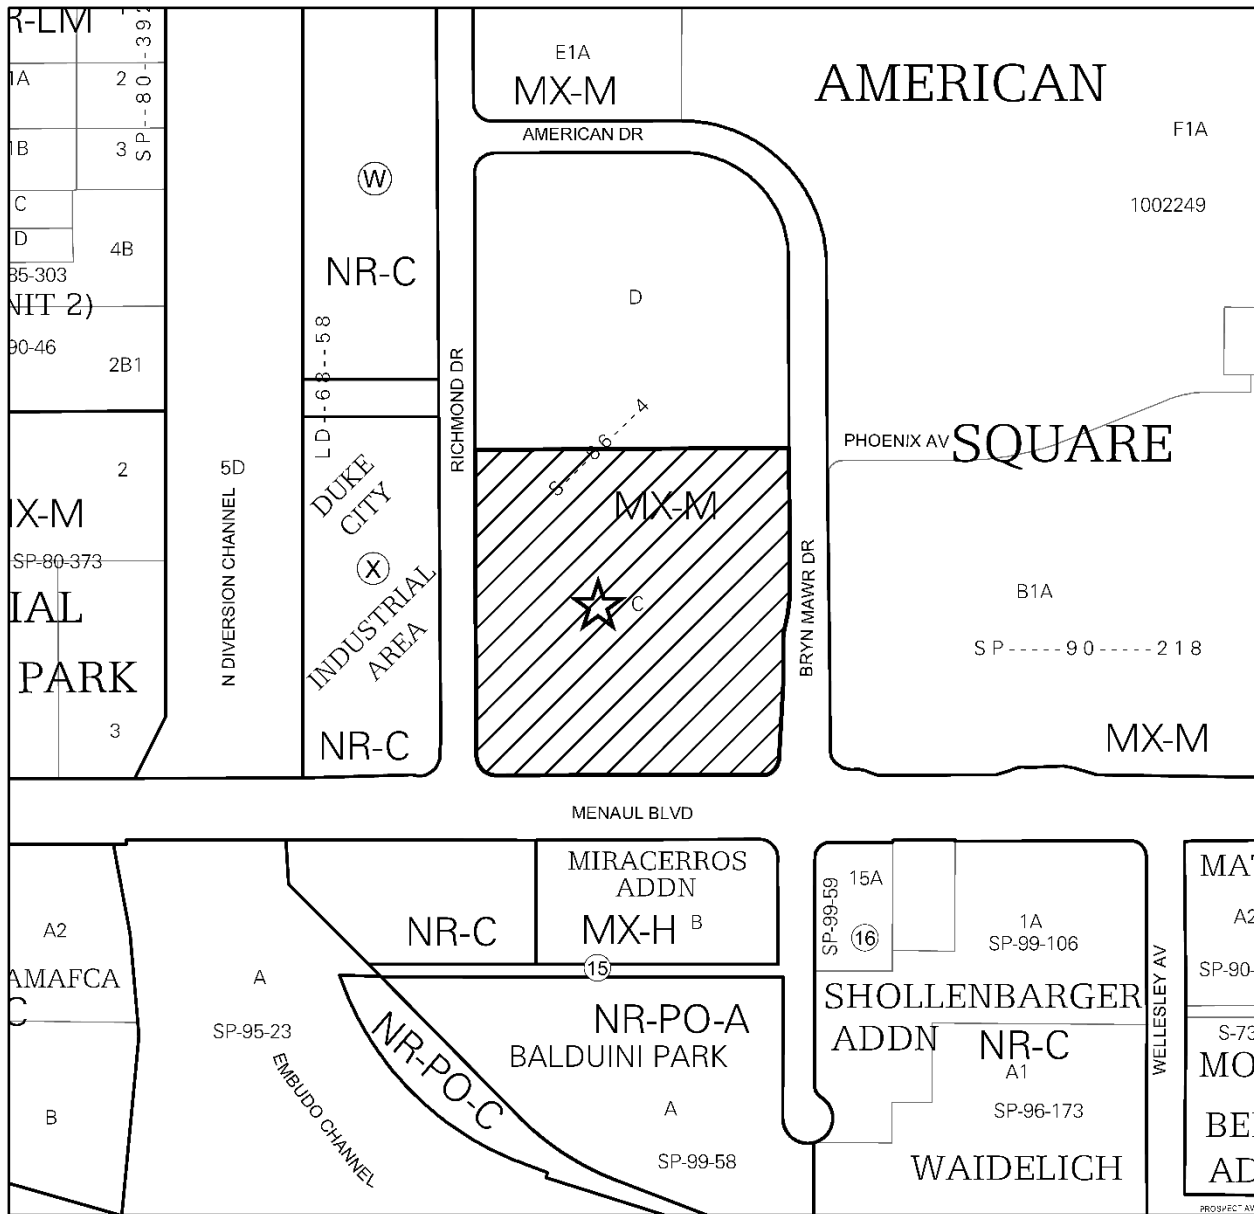 R-LM
SP--80--392
1A
2
1B
3
C
D
4B
85-303
NIT 2)
90-46
2B1
2
MX-M
SP-80-373
IAL
PARK
3
5D
N DIVERSION CHANNEL
W
NR-C
LD--68--58
DUKE
CITY
X
INDUSTRIAL
AREA
NR-C
RICHMOND DR
E1A
MX-M
AMERICAN DR
D
S---86----4
MX-M
C
BRYN MAWR DR
AMERICAN
F1A
1002249
PHOENIX AV
SQUARE
B1A
SP-----90-----218
MX-M
MENAUL BLVD
A2
AMAFCA
C
B
A
SP-95-23
EMBUDO CHANNEL
NR-C
MIRACERROS
ADDN
MX-H B
15
NR-PO-C
NR-PO-A
BALDUINI PARK
A
SP-99-58
SP-99-59
15A
16
1A
SP-99-106
SHOLLENBARGER
ADDN
NR-C
A1
SP-96-173
WAIDELICH
WELLESLEY AV
MAT
A2
SP-90-
S-73
MO
BEL
AD
PROSPECT AV